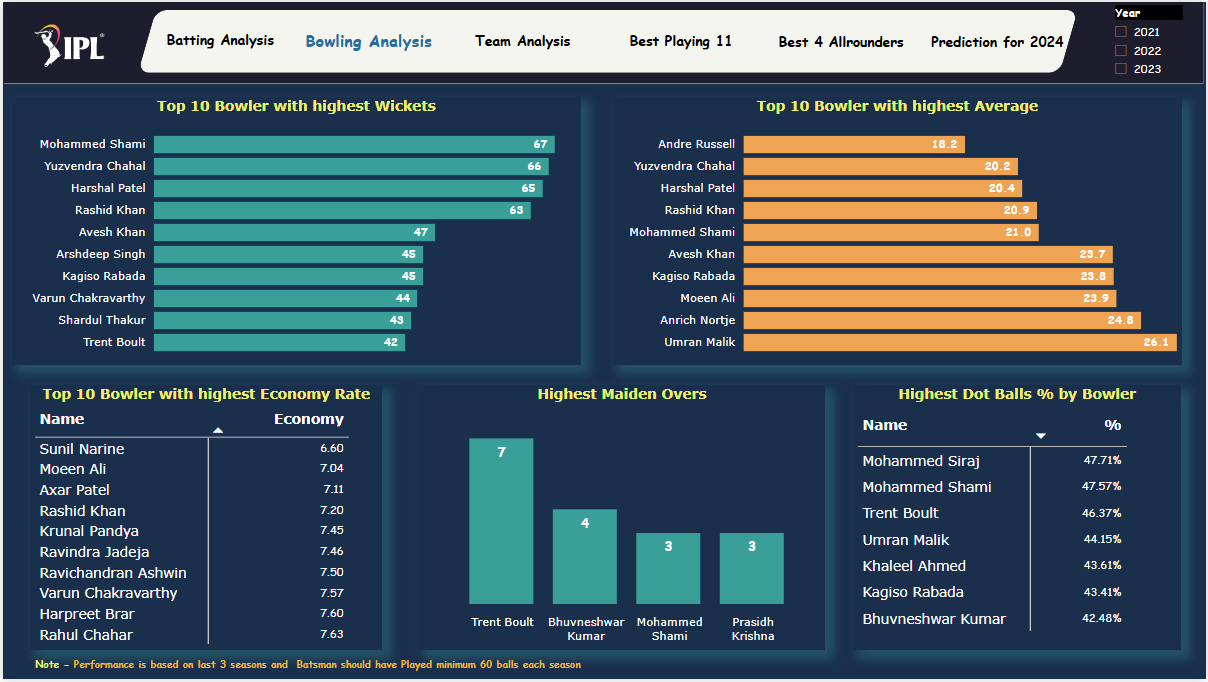 IPL
Batting Analysis
Bowling Analysis
Team Analysis
Best Playing 11
Best 4 Allrounders
Prediction for 2024
Year
2021
2022
2023
Top 10 Bowler with highest Wickets
Mohammed Shami 67
Yuzvendra Chahal 66
Harshal Patel 65
Rashid Khan 63
Avesh Khan 47
Arshdeep Singh 45
Kagiso Rabada 45
Varun Chakravarthy 44
Shardul Thakur 43
Trent Boult 42
Top 10 Bowler with highest Average
Andre Russell 18.2
Yuzvendra Chahal 20.2
Harshal Patel 20.4
Rashid Khan 20.9
Mohammed Shami 21.0
Avesh Khan 23.7
Kagiso Rabada 23.8
Moeen Ali 23.9
Anrich Nortje 24.8
Umran Malik 26.1
Top 10 Bowler with highest Economy Rate
Name Economy
Sunil Narine 6.60
Moeen Ali 7.04
Axar Patel 7.11
Rashid Khan 7.20
Krunal Pandya 7.45
Ravindra Jadeja 7.46
Ravichandran Ashwin 7.50
Varun Chakravarthy 7.57
Harpreet Brar 7.60
Rahul Chahar 7.63
Highest Maiden Overs
7
4
3
3
Trent Boult
Bhuvneshwar
Kumar
Mohammed
Shami
Prasidh
Krishna
Highest Dot Balls % by Bowler
Name %
Mohammed Siraj 47.71%
Mohammed Shami 47.57%
Trent Boult 46.37%
Umran Malik 44.15%
Khaleel Ahmed 43.61%
Kagiso Rabada 43.41%
Bhuvneshwar Kumar 42.48%
Note - Performance is based on last 3 seasons and Batsman should have Played minimum 60 balls each season